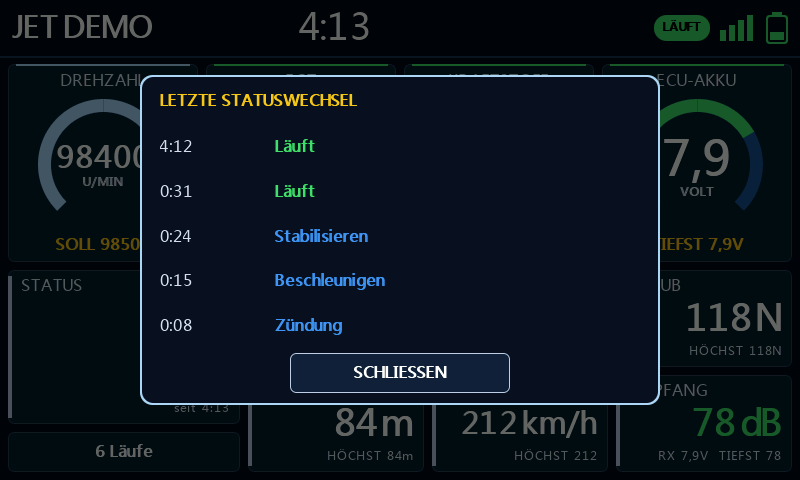 JET DEMO
4:13
LÄUFT
DREHZAHL
ECU-AKKU
LETZTE STATUSWECHSEL
4:12 Läuft
0:31 Läuft
0:24 Stabilisieren
0:15 Beschleunigen
0:08 Zündung
SCHLIESSEN
98400
U/MIN
SOLL 9850
7,9
VOLT
TIEFST 7,9V
STATUS
seit 4:13
6 Läufe
118N
HÖCHST 118N
84m
HÖCHST 84m
212 km/h
HÖCHST 212
78 dB
RX 7,9V TIEFST 78